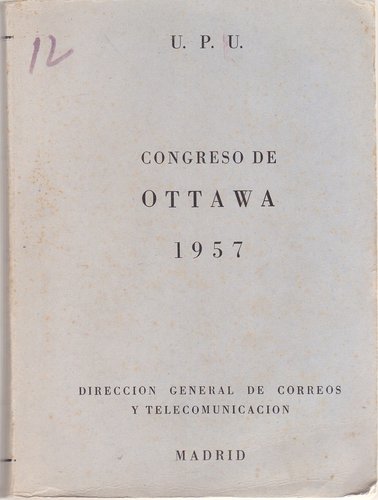 12
U. P. U.
CONGRESO DE
OTTAWA
1957
DIRECCION GENERAL DE CORREOS
Y TELECOMUNICACION
MADRID